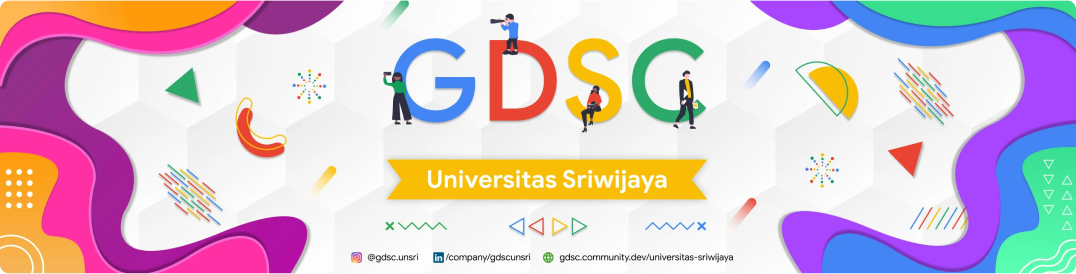 GDSC
Universitas Sriwijaya
@gdsc.unsri /company/gdscunsri gdsc.community.dev/universitas-sriwijaya